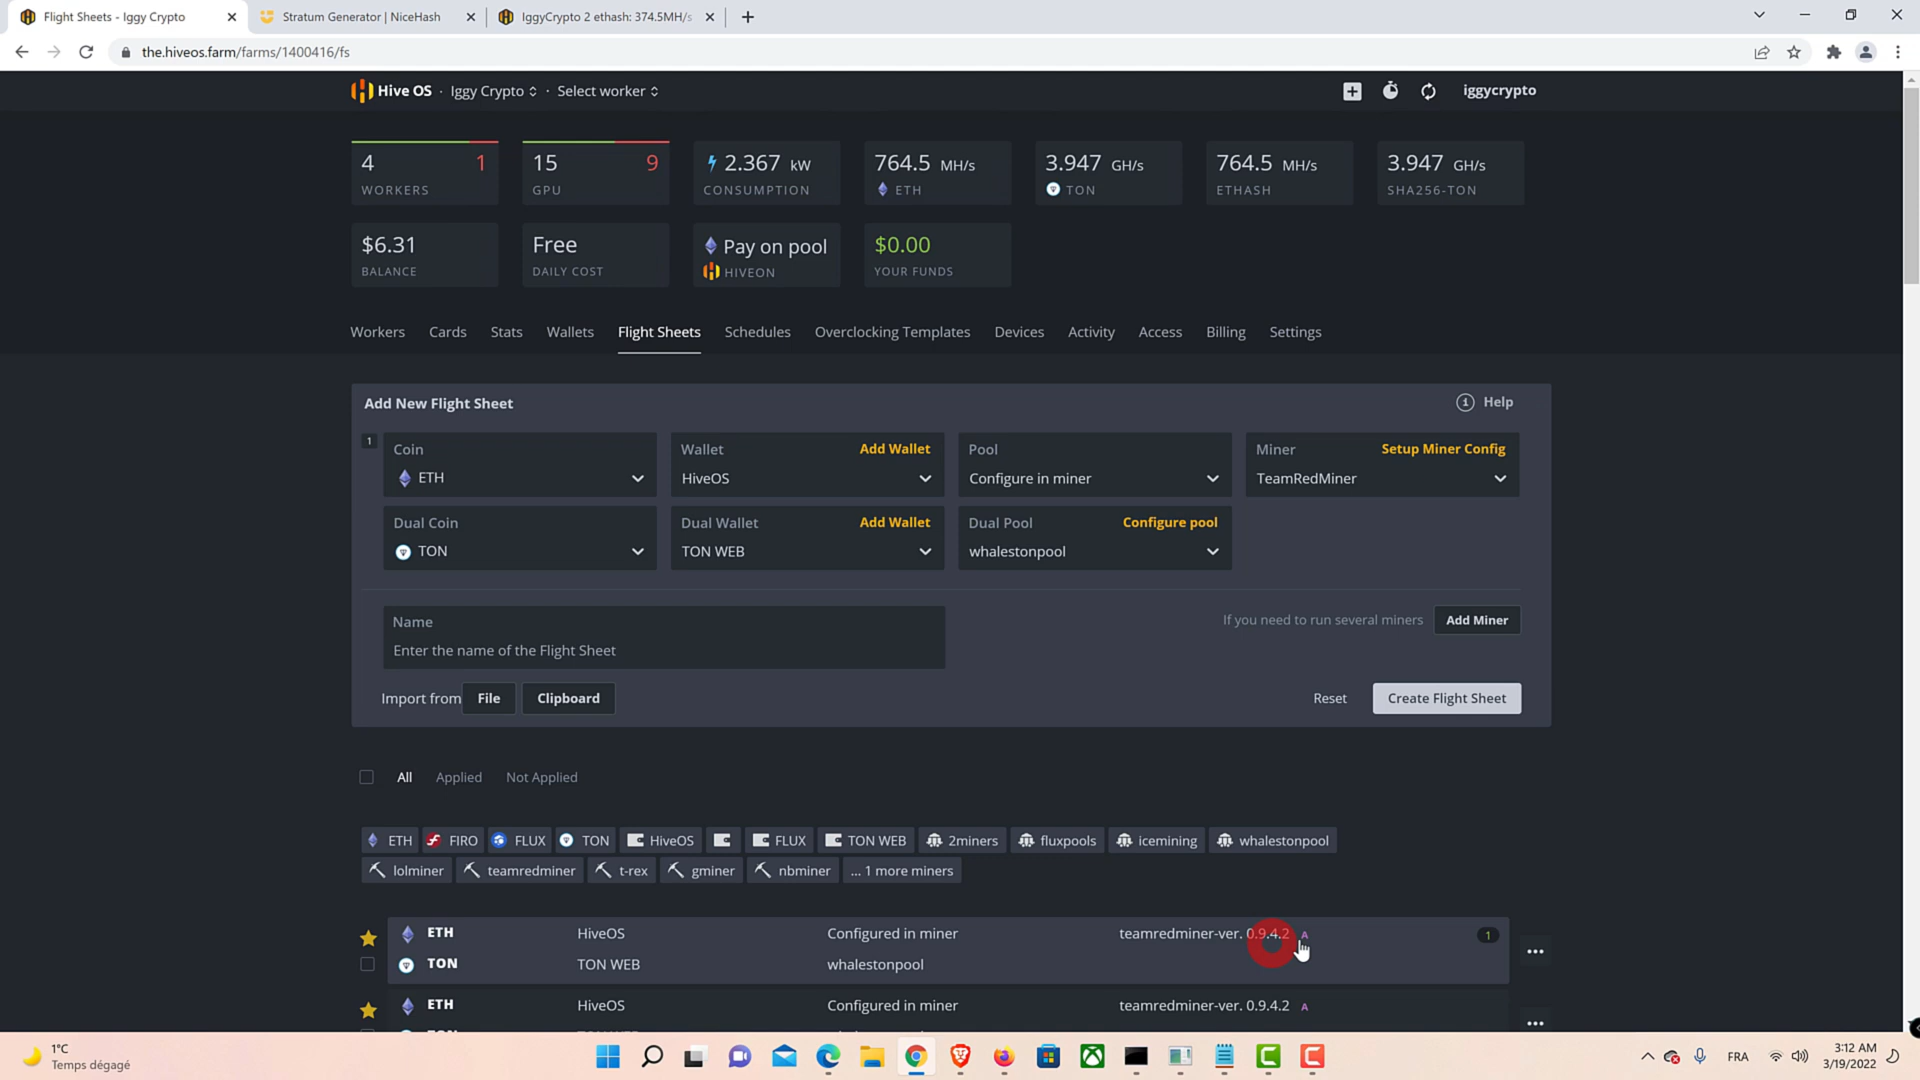 Flight Sheets - Iggy Crypto
Stratum Generator | NiceHash
IggyCrypto 2 ethash: 374.5MH/s
the.hiveos.farm/farms/1400416/fs
Hive OS · Iggy Crypto · Select worker
iggycrypto
4 1 15 9 2.367 kW 764.5 MH/s 3.947 GH/s 764.5 MH/s 3.947 GH/s
WORKERS GPU CONSUMPTION ETH TON ETHASH SHA256-TON
$6.31 Free Pay on pool $0.00
BALANCE DAILY COST HIVEON YOUR FUNDS
Workers Cards Stats Wallets Flight Sheets Schedules Overclocking Templates Devices Activity Access Billing Settings
Add New Flight Sheet Help
1 Coin Wallet Add Wallet Pool Miner Setup Miner Config
ETH HiveOS Configure in miner TeamRedMiner
Dual Coin Dual Wallet Add Wallet Dual Pool Configure pool
TON TON WEB whalestonpool
Name If you need to run several miners Add Miner
Enter the name of the Flight Sheet
Import from File Clipboard Reset Create Flight Sheet
All Applied Not Applied
ETH FIRO FLUX TON HiveOS FLUX TON WEB 2miners fluxpools icemining whalestonpool
lolminer teamredminer t-rex gminer nbminer ... 1 more miners
ETH HiveOS Configured in miner teamredminer-ver. 0.9.4.2 A 1
TON TON WEB whalestonpool
ETH HiveOS Configured in miner teamredminer-ver. 0.9.4.2 A
1°C
Temps dégagé
FRA
3:12 AM
3/19/2022